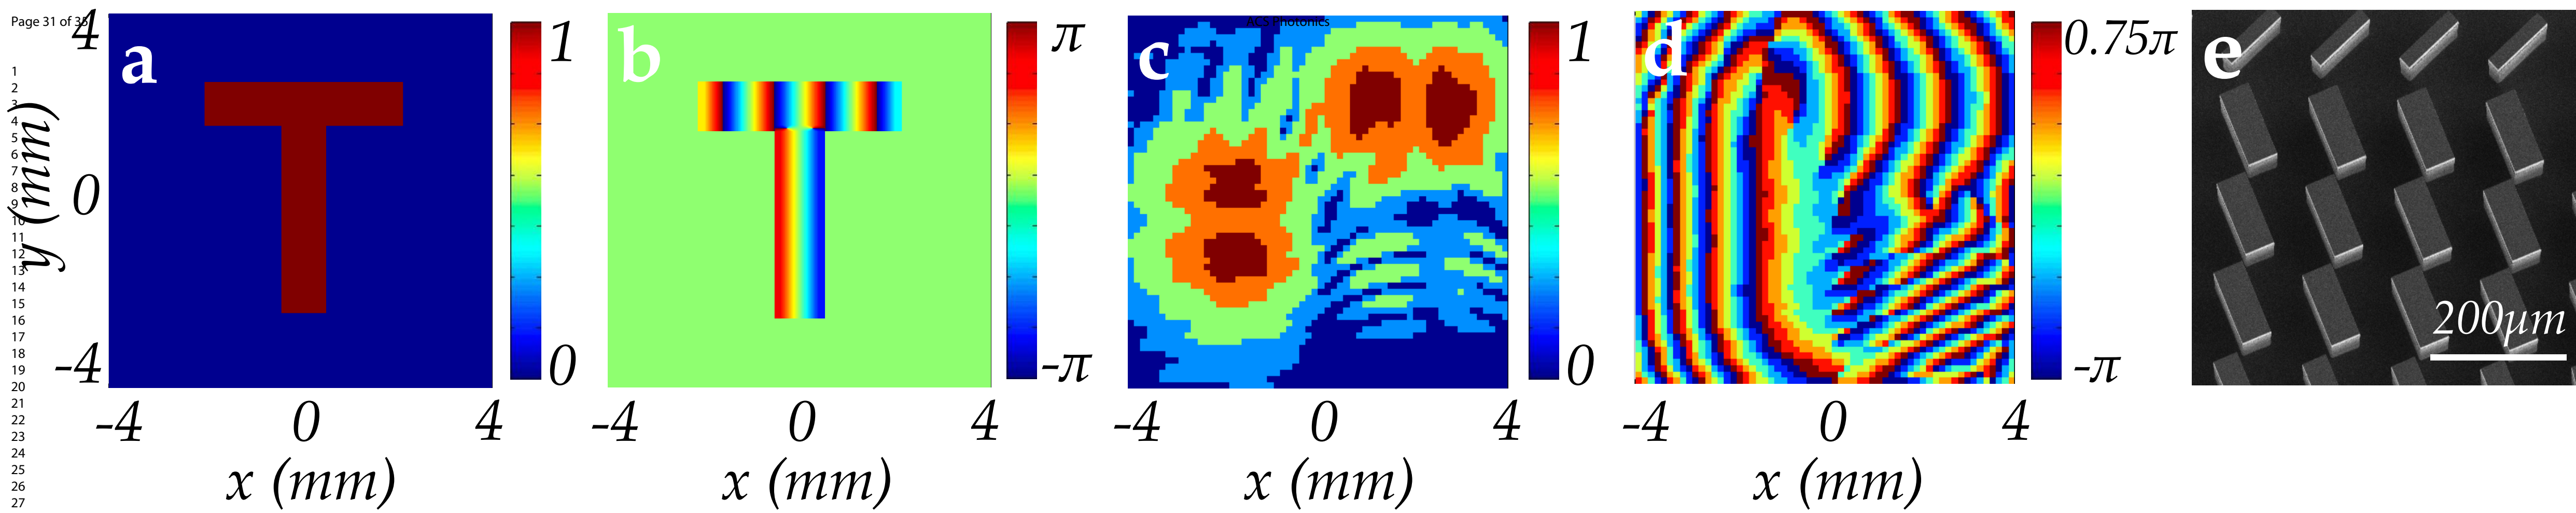 Page 31 of 35
ACS Photonics
1
2
3
4
5
6
7
8
9
10
11
12
13
14
15
16
17
18
19
20
21
22
23
24
25
26
27
y (mm)
4
0
-4
a
1
0
-4 0 4
x (mm)
b
π
-π
-4 0 4
x (mm)
c
1
0
-4 0 4
x (mm)
d
0.75π
-π
-4 0 4
x (mm)
e
200μm